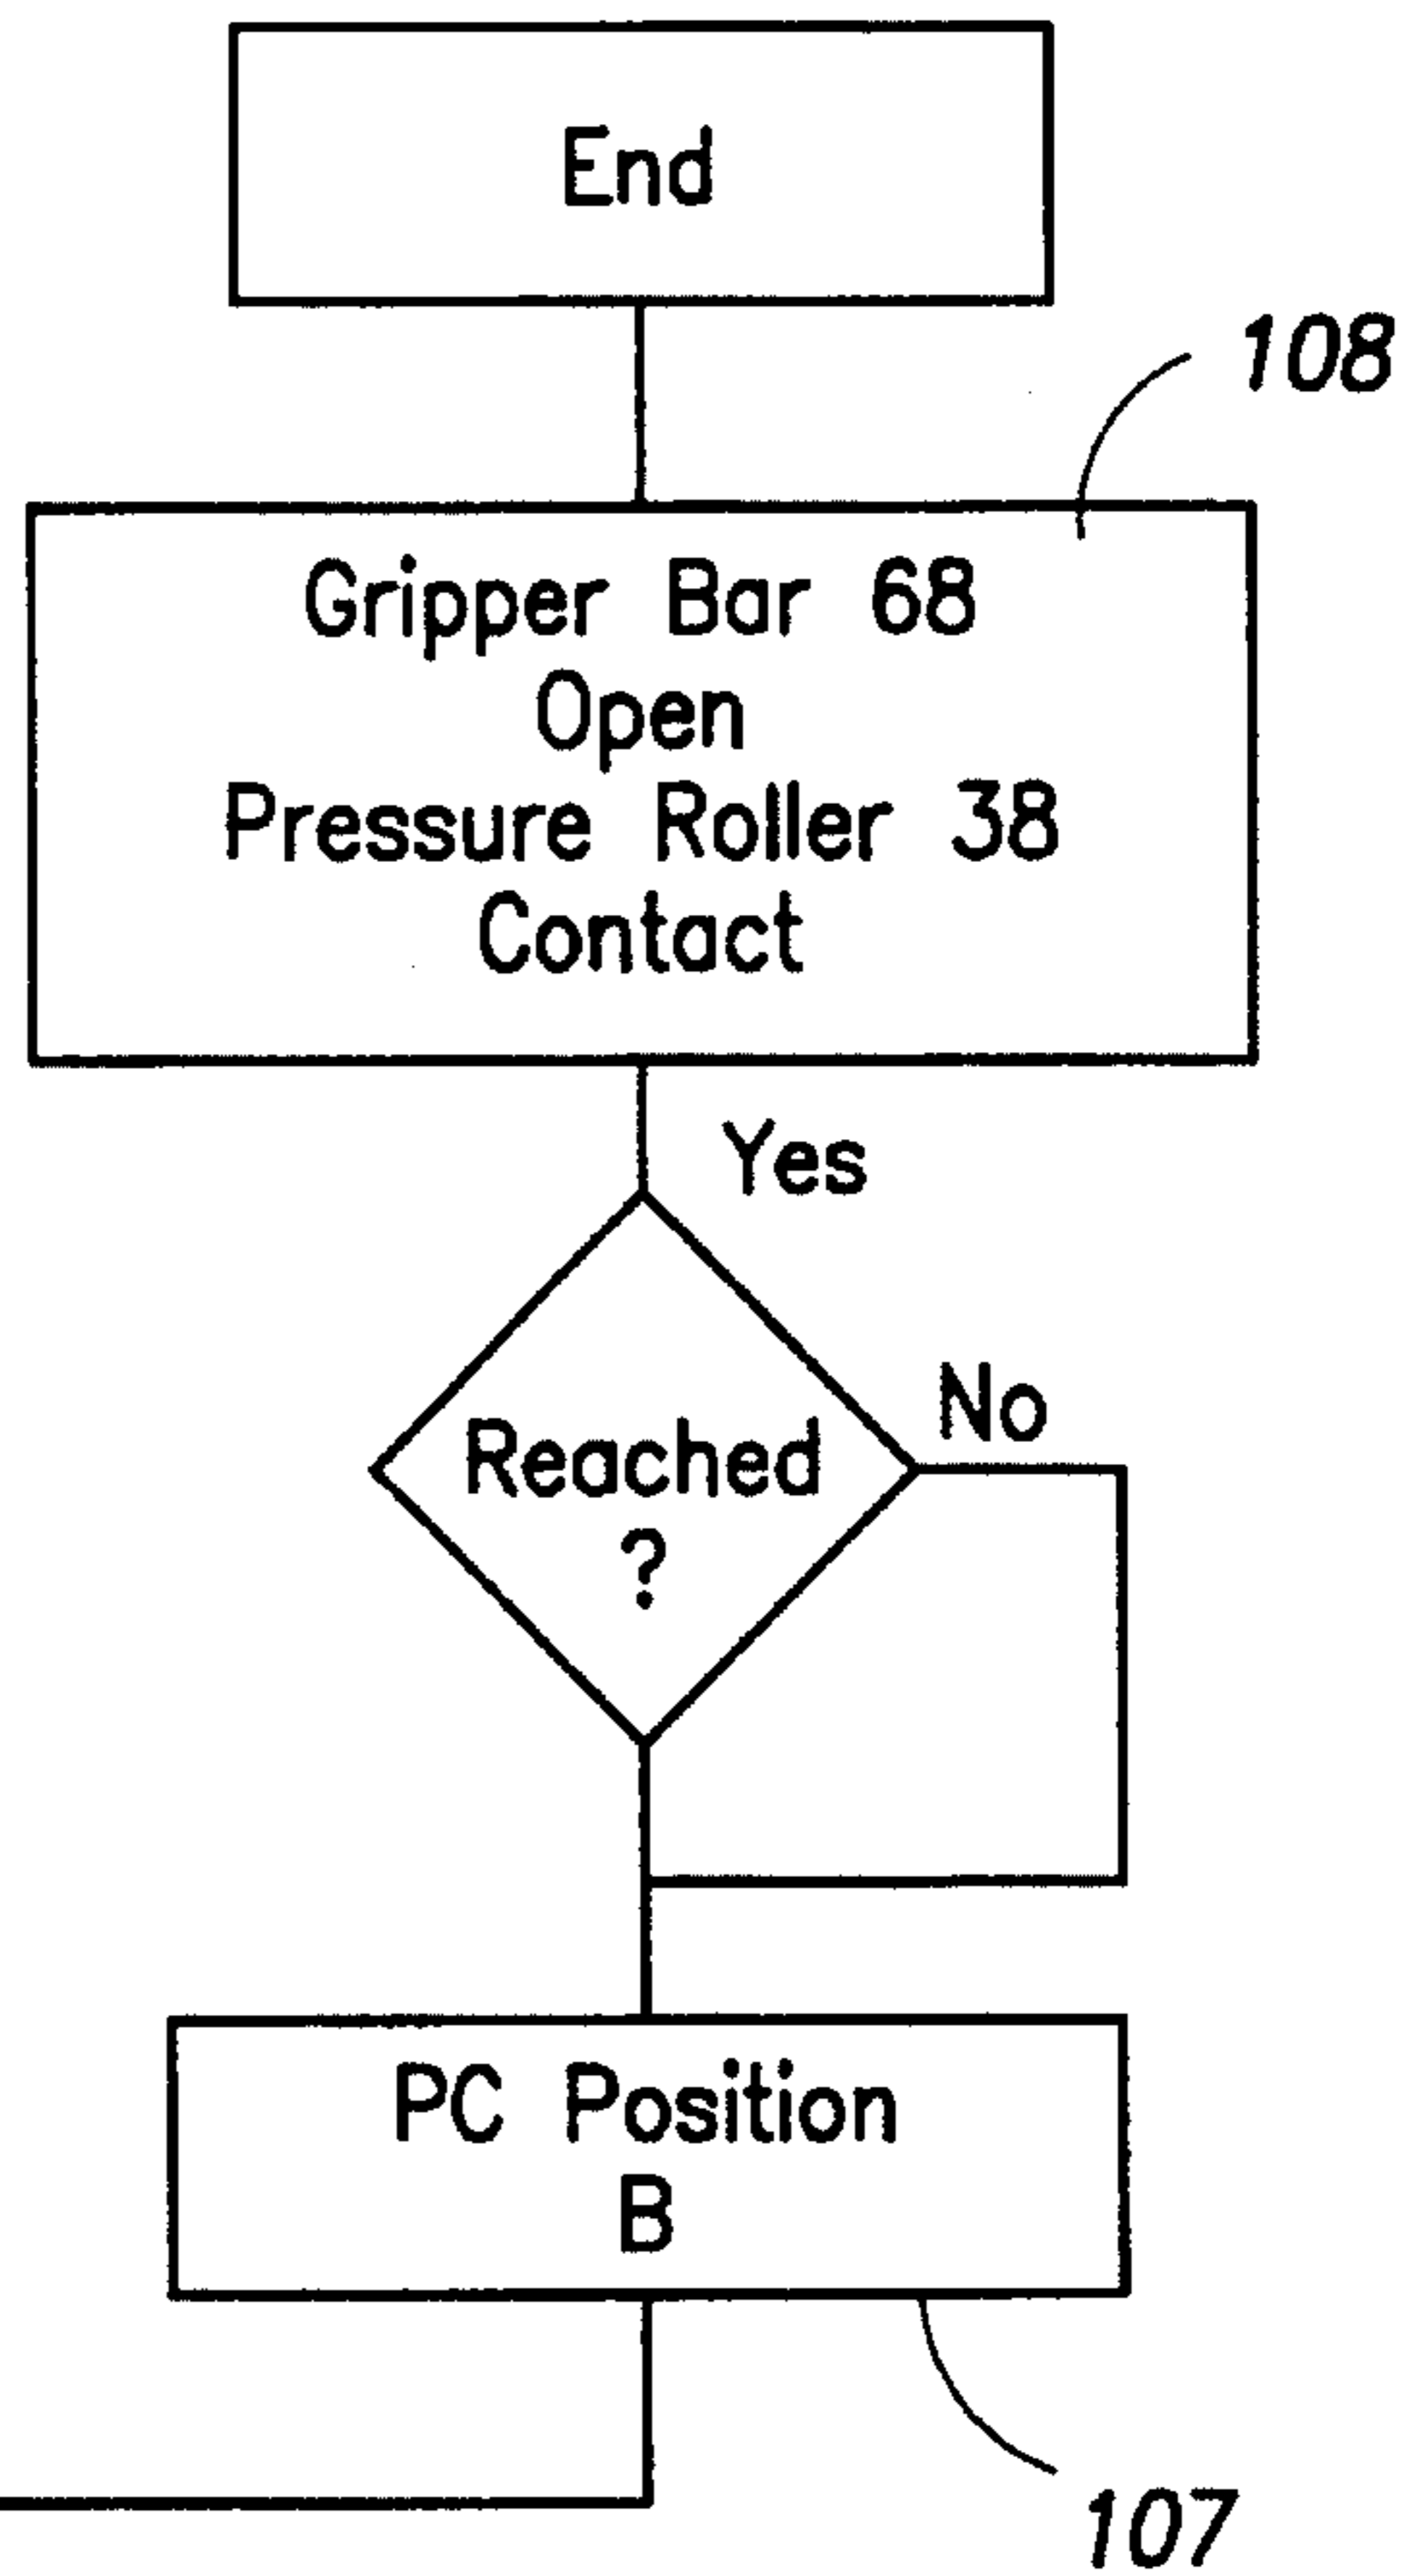 End
108
Gripper Bar 68
Open
Pressure Roller 38
Contact
Yes
No
Reached
?
PC Position
B
107